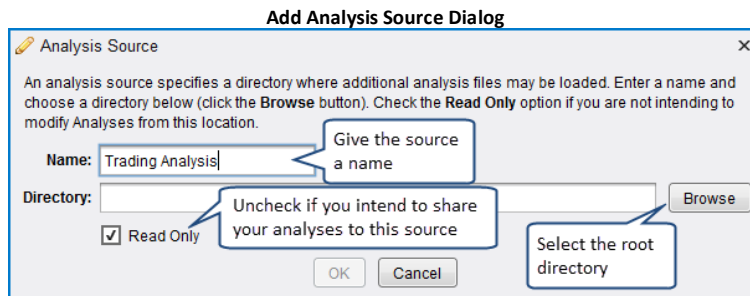 Add Analysis Source Dialog
Analysis Source
An analysis source specifies a directory where additional analysis files may be loaded. Enter a name and
choose a directory below (click the Browse button). Check the Read Only option if you are not intending to
modify Analyses from this location.
Name: Trading Analysis
Give the source
a name
Directory:
Browse
Uncheck if you intend to share
your analyses to this source
Read Only
Select the root
directory
OK
Cancel